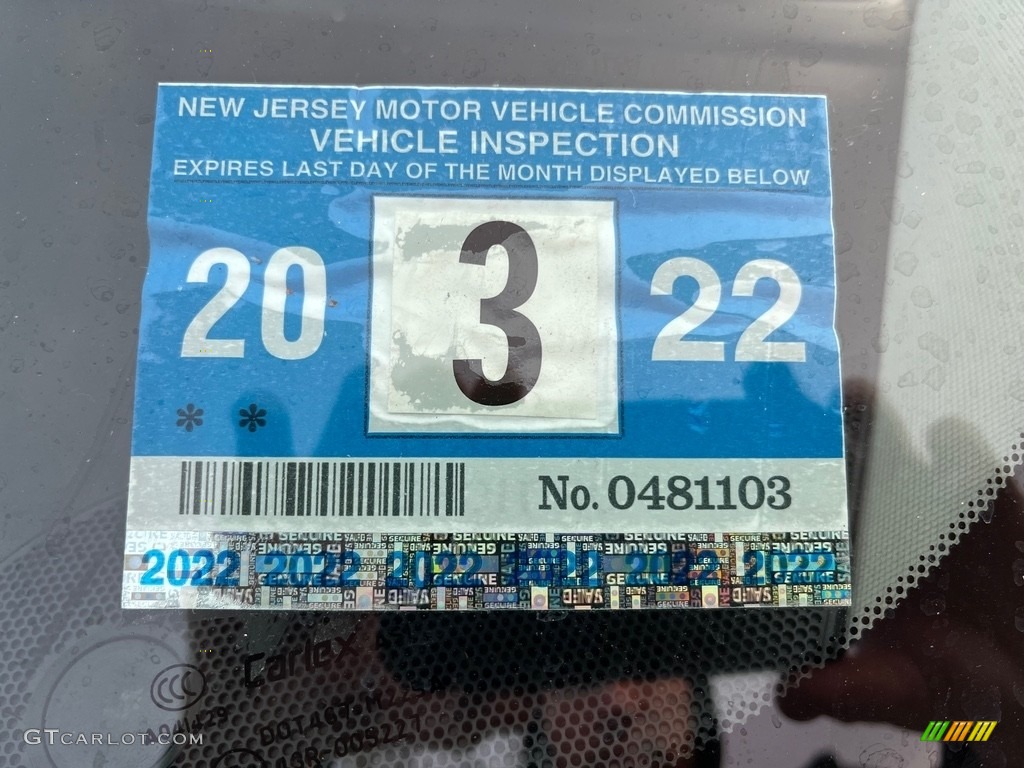 NEW JERSEY MOTOR VEHICLE COMMISSION
VEHICLE INSPECTION
EXPIRES LAST DAY OF THE MONTH DISPLAYED BELOW
20 3 22
* *
No. 0481103
2022 2022 2022 2022 2022 2022
Carlex
GTCARLOT.COM